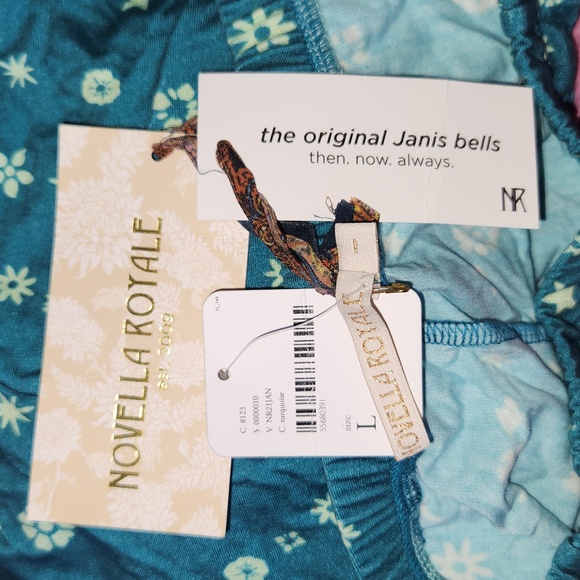 the original Janis bells
then. now. always.
NR
NOVELLA ROYALE
est. 2009
C 8123
S 0000010
V NR21JAN
C turquoise
55680391
size
L
NOVELLA ROYALE